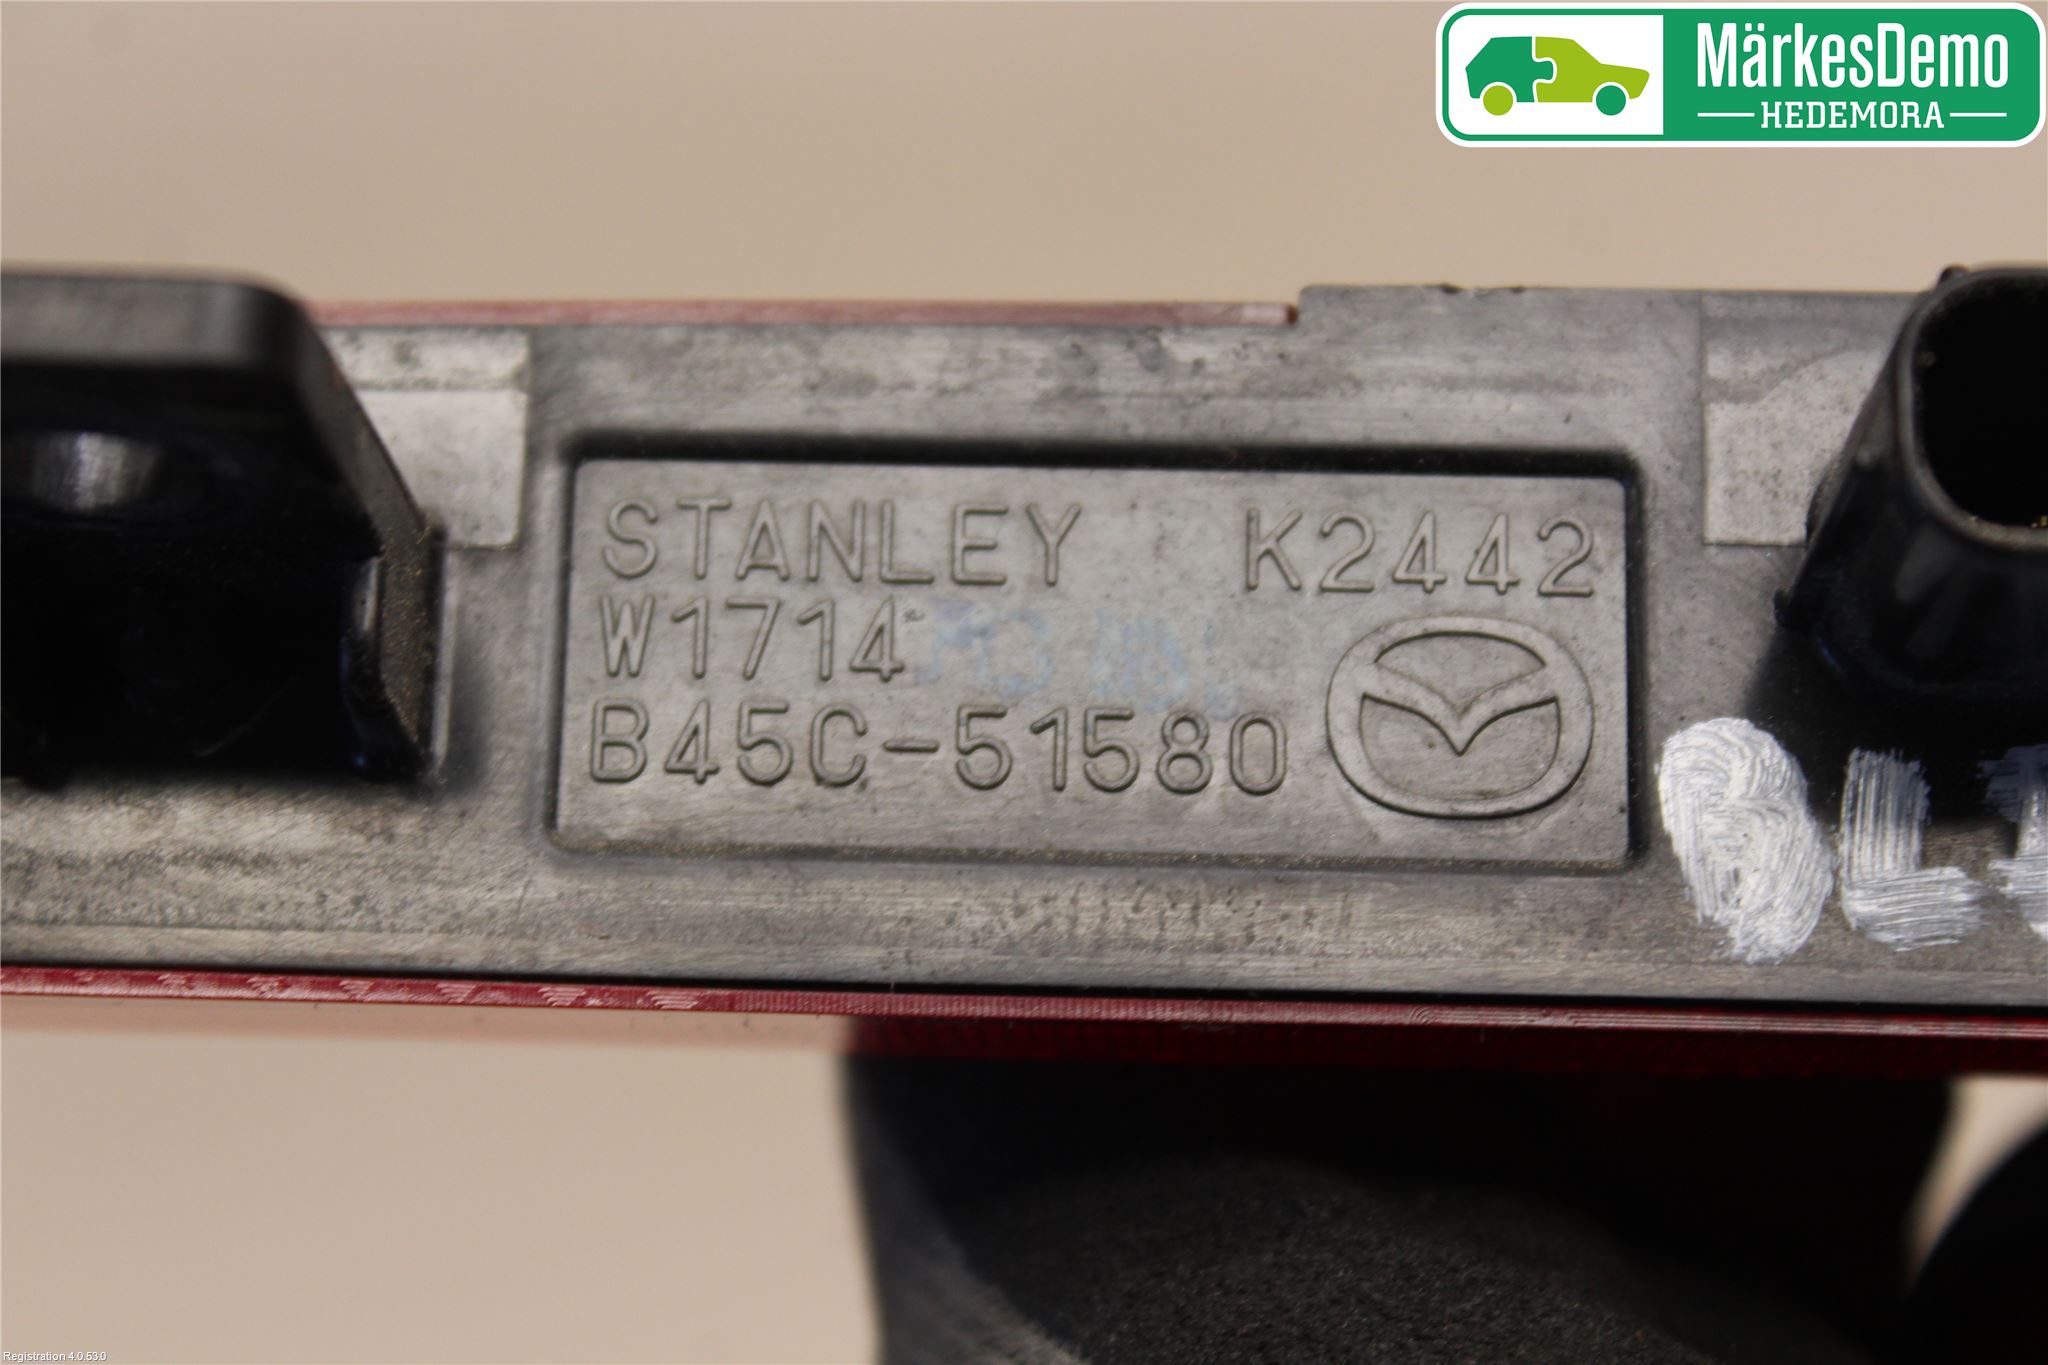 MärkesDemo
HEDEMORA
STANLEY K2442
W1714
B45C-51580
Registration 4.0.53.0